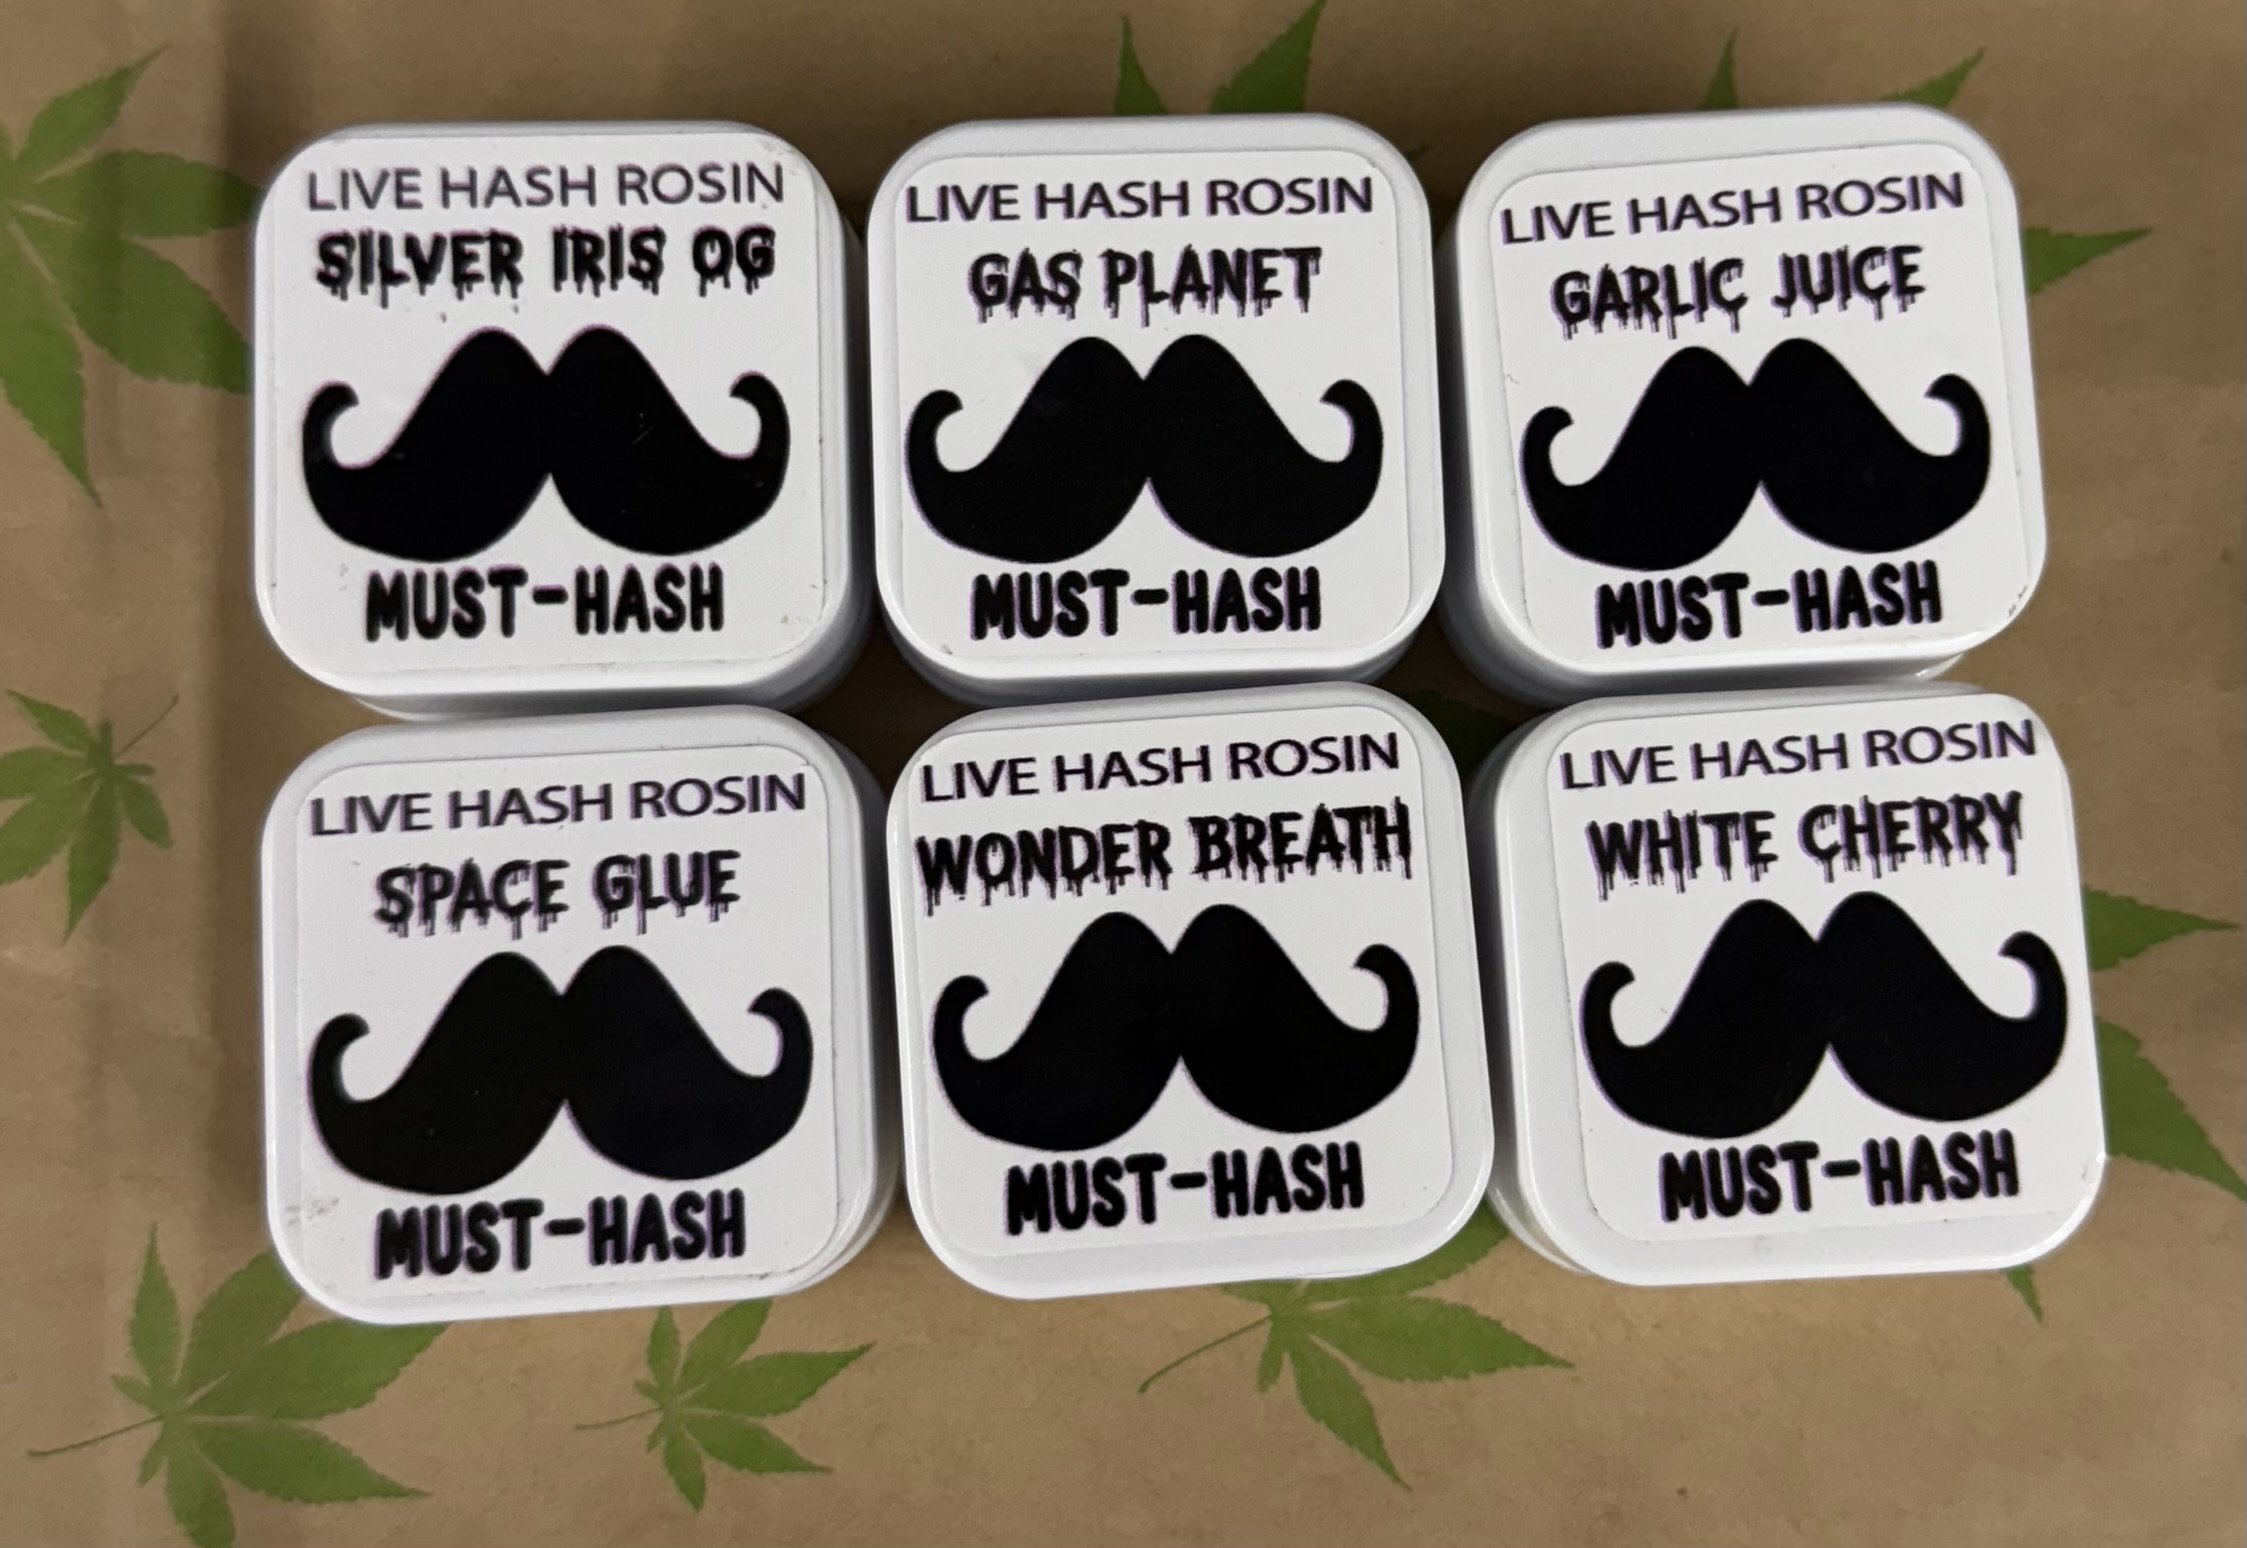 LIVE HASH ROSIN
SILVER IRIS OG
MUST-HASH
LIVE HASH ROSIN
GAS PLANET
MUST-HASH
LIVE HASH ROSIN
GARLIC JUICE
MUST-HASH
LIVE HASH ROSIN
SPACE GLUE
MUST-HASH
LIVE HASH ROSIN
WONDER BREATH
MUST-HASH
LIVE HASH ROSIN
WHITE CHERRY
MUST-HASH